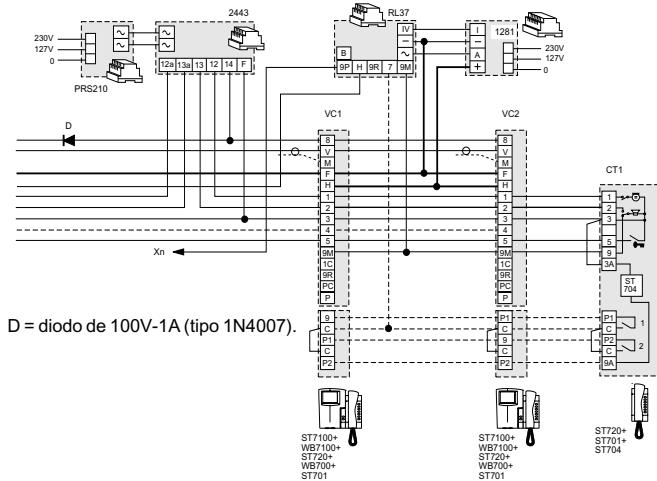 2443
RL37
1281
230V
127V
0
PRS210
12a 13a 13 12 14 F
B
9P H 9R 7 9M
IV
–
~
I
–
A
+
230V
127V
0
D
VC1
VC2
CT1
8
V
M
F
H
1
2
3
4
5
9M
1C
9R
PC
P
9
C
P1
C
P2
8
V
M
F
H
1
2
3
4
5
9M
1C
9R
PC
P
P1
C
9
C
P2
1
2
3
5
9
3A
ST
704
P1
C
P2
C
9A
1
2
Xn
D = diodo de 100V-1A (tipo 1N4007).
ST7100+
WB7100+
ST720+
WB700+
ST701
ST7100+
WB7100+
ST720+
WB700+
ST701
ST720+
ST701+
ST704